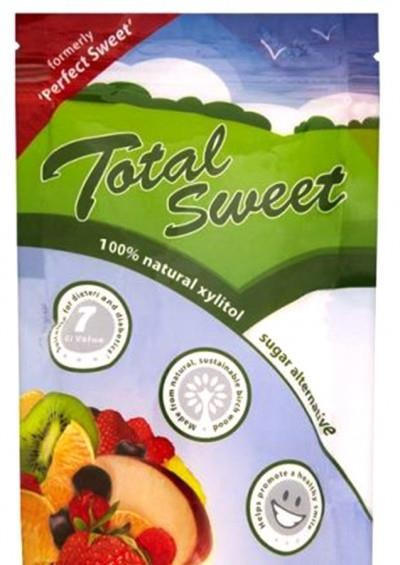 formerly
'Perfect Sweet'
Total
Sweet
100% natural xylitol
sugar alternative
for dieters and diabetics!
7
GI Value
Made from natural, sustainable birch wood
Helps promote a healthy smile